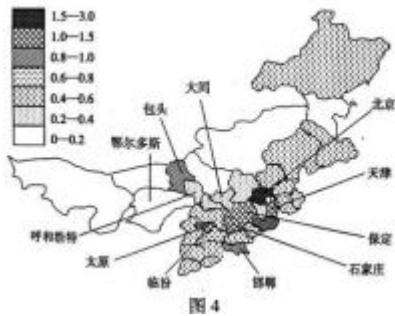 1.5—3.0
1.0—1.5
0.8—1.0
0.6—0.8
0.4—0.6
0.2—0.4
0—0.2
大同
包头
北京
鄂尔多斯
天津
呼和浩特
保定
太原
石家庄
临汾
邯郸
图 4